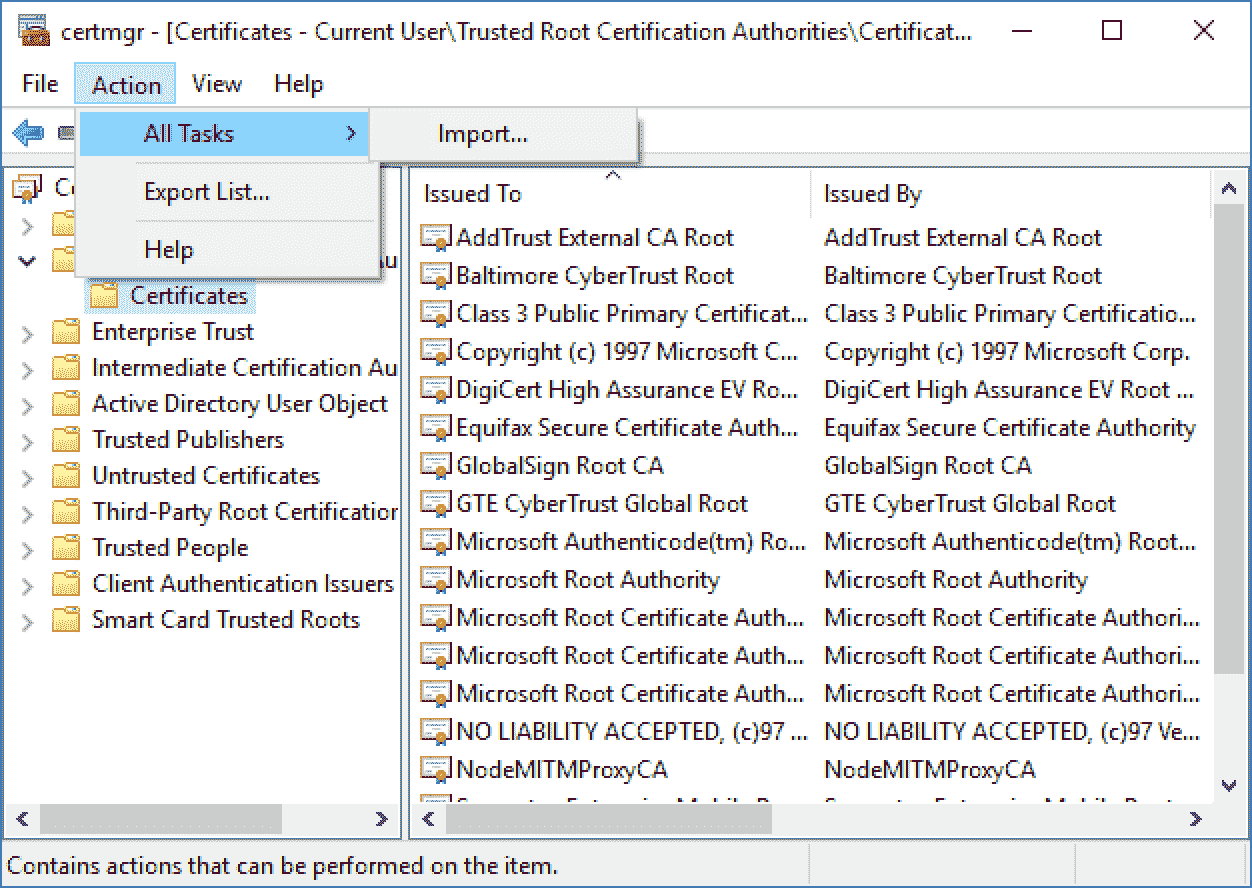 certmgr - [Certificates - Current User\Trusted Root Certification Authorities\Certificat...
File Action View Help
All Tasks Import...
Export List...
Help
Certificates
Enterprise Trust
Intermediate Certification Au
Active Directory User Object
Trusted Publishers
Untrusted Certificates
Third-Party Root Certification
Trusted People
Client Authentication Issuers
Smart Card Trusted Roots
Issued To Issued By
AddTrust External CA Root AddTrust External CA Root
Baltimore CyberTrust Root Baltimore CyberTrust Root
Class 3 Public Primary Certificat... Class 3 Public Primary Certificatio...
Copyright (c) 1997 Microsoft C... Copyright (c) 1997 Microsoft Corp.
DigiCert High Assurance EV Ro... DigiCert High Assurance EV Root ...
Equifax Secure Certificate Auth... Equifax Secure Certificate Authority
GlobalSign Root CA GlobalSign Root CA
GTE CyberTrust Global Root GTE CyberTrust Global Root
Microsoft Authenticode(tm) Ro... Microsoft Authenticode(tm) Root...
Microsoft Root Authority Microsoft Root Authority
Microsoft Root Certificate Auth... Microsoft Root Certificate Authori...
Microsoft Root Certificate Auth... Microsoft Root Certificate Authori...
Microsoft Root Certificate Auth... Microsoft Root Certificate Authori...
NO LIABILITY ACCEPTED, (c)97 ... NO LIABILITY ACCEPTED, (c)97 Ve...
NodeMITMProxyCA NodeMITMProxyCA
Contains actions that can be performed on the item.